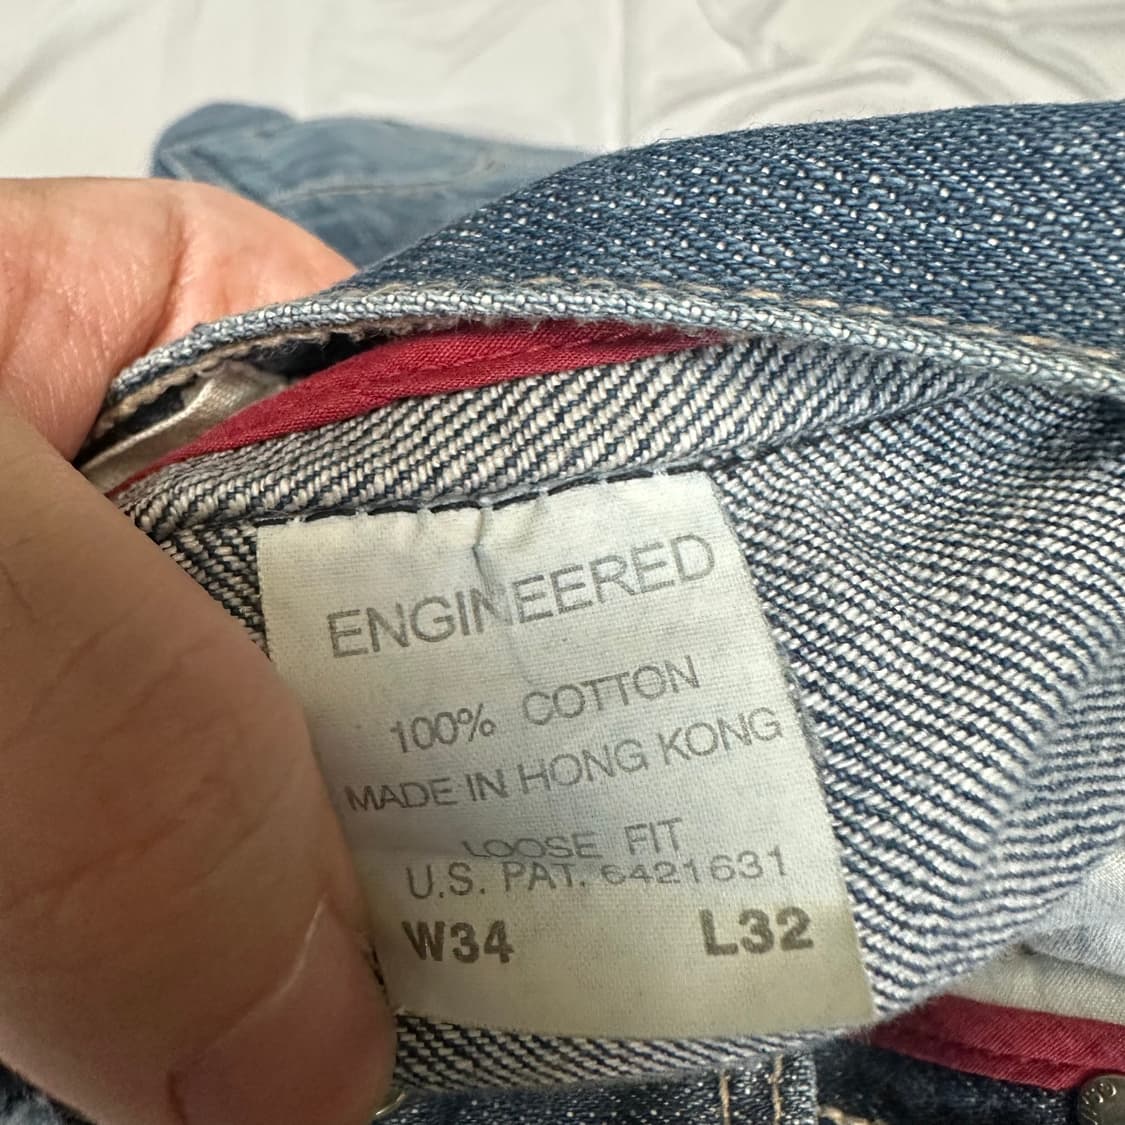 ENGINEERED
100% COTTON
MADE IN HONG KONG
LOOSE FIT
U.S. PAT. 6421631
W34 L32